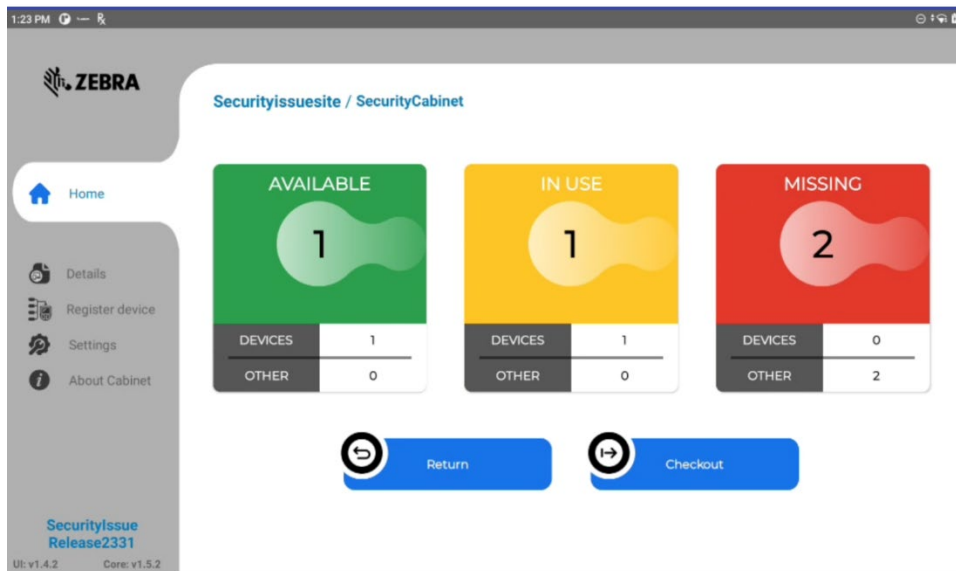 1:23 PM
ZEBRA
Securityissuesite / SecurityCabinet
Home
Details
Register device
Settings
About Cabinet
AVAILABLE
1
DEVICES 1
OTHER 0
IN USE
1
DEVICES 1
OTHER 0
MISSING
2
DEVICES 0
OTHER 2
Return
Checkout
SecurityIssue
Release2331
UI: v1.4.2 Core: v1.5.2